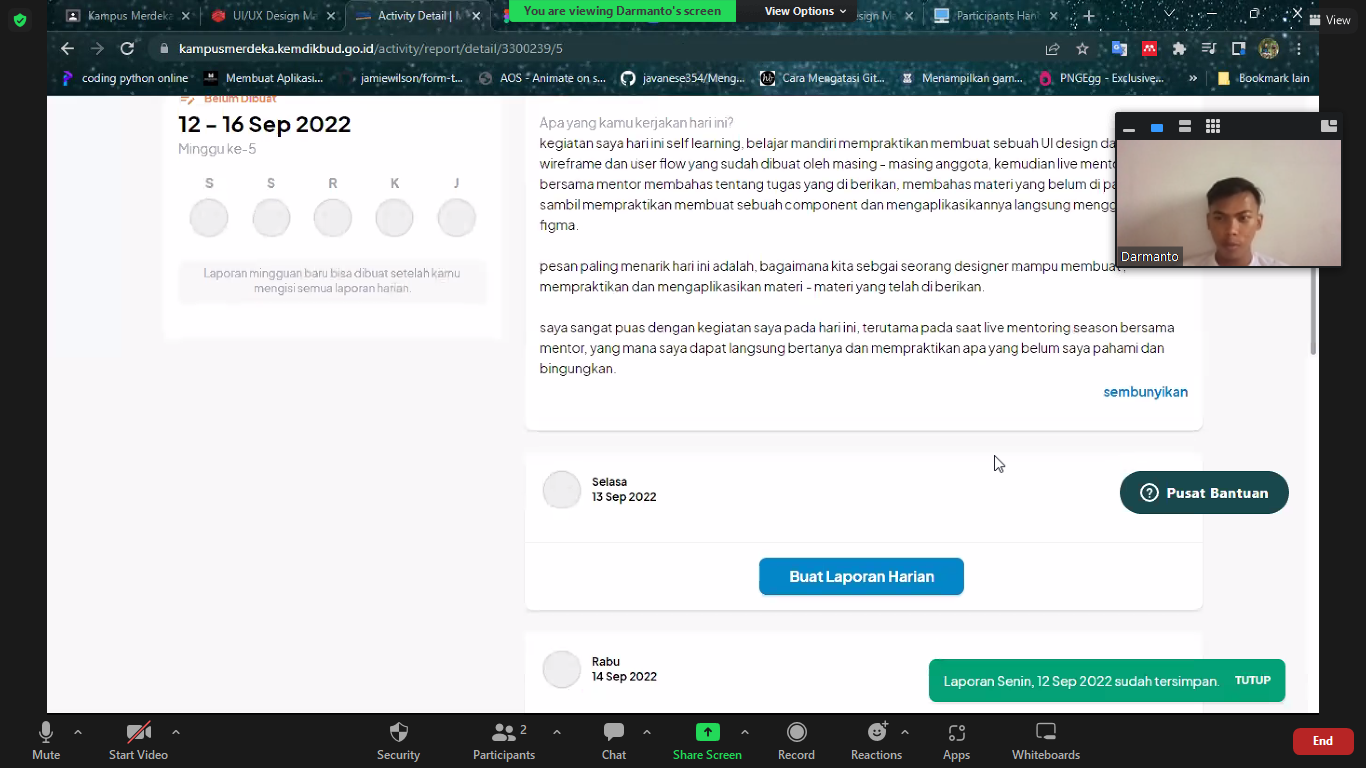 Kampus Merdeka
UI/UX Design Ma
Activity Detail | M
You are viewing Darmanto's screen
View Options
sign M
Participants Han
View
kampusmerdeka.kemdikbud.go.id/activity/report/detail/3300239/5
coding python online
Membuat Aplikasi...
jamiewilson/form-t...
AOS - Animate on s...
javanese354/Meng...
Cara Mengatasi Git...
Menampilkan gam...
PNGEgg - Exclusive...
»
Bookmark lain
Belum Dibuat
12 – 16 Sep 2022
Minggu ke-5
S S R K J
Laporan mingguan baru bisa dibuat setelah kamu
mengisi semua laporan harian.
Apa yang kamu kerjakan hari ini?
kegiatan saya hari ini self learning, belajar mandiri mempraktikan membuat sebuah UI design da
wireframe dan user flow yang sudah dibuat oleh masing - masing anggota, kemudian live mento
bersama mentor membahas tentang tugas yang di berikan, membahas materi yang belum di pa
sambil mempraktikan membuat sebuah component dan mengaplikasikannya langsung mengg
figma.
pesan paling menarik hari ini adalah, bagaimana kita sebgai seorang designer mampu membuat ,
mempraktikan dan mengaplikasikan materi - materi yang telah di berikan.
saya sangat puas dengan kegiatan saya pada hari ini, terutama pada saat live mentoring season bersama
mentor, yang mana saya dapat langsung bertanya dan mempraktikan apa yang belum saya pahami dan
bingungkan.
sembunyikan
Darmanto
Selasa
13 Sep 2022
Pusat Bantuan
Buat Laporan Harian
Rabu
14 Sep 2022
Laporan Senin, 12 Sep 2022 sudah tersimpan.
TUTUP
Mute
Start Video
Security
Participants
2
Chat
Share Screen
Record
Reactions
Apps
Whiteboards
End